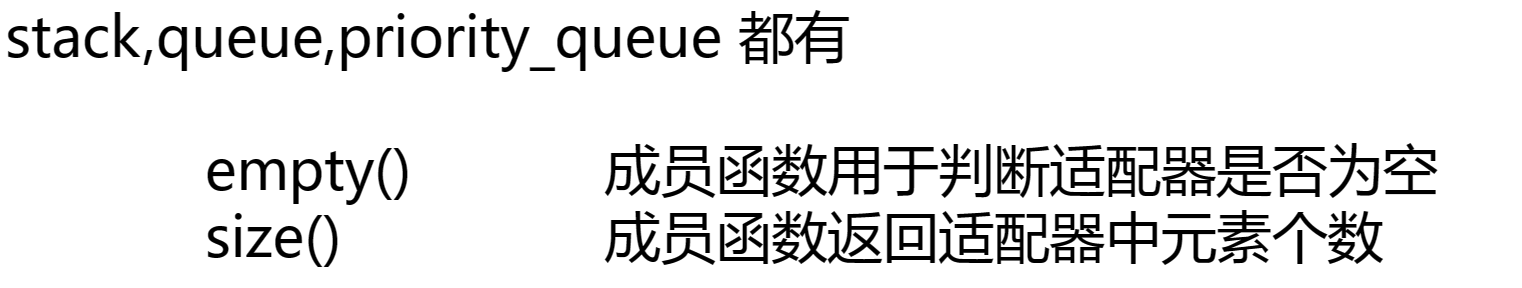 stack,queue,priority_queue 都有
empty() 成员函数用于判断适配器是否为空
size() 成员函数返回适配器中元素个数